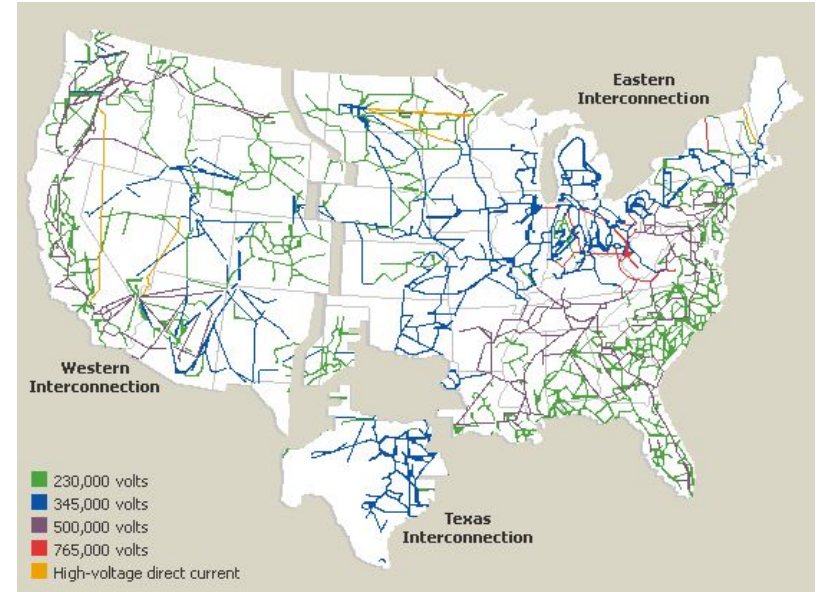 Eastern
Interconnection
Western
Interconnection
Texas
Interconnection
230,000 volts
345,000 volts
500,000 volts
765,000 volts
High-voltage direct current